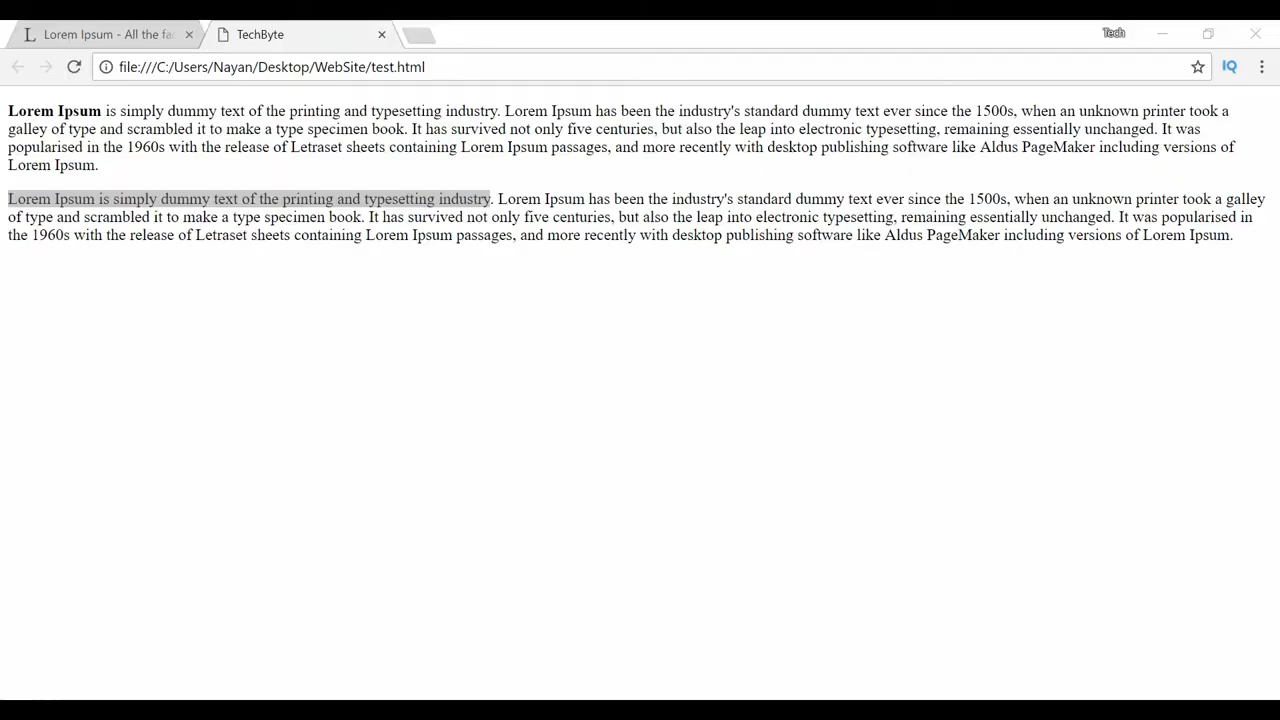 Lorem Ipsum - All the fac
TechByte
Tech
file:///C:/Users/Nayan/Desktop/WebSite/test.html
IQ
Lorem Ipsum is simply dummy text of the printing and typesetting industry. Lorem Ipsum has been the industry's standard dummy text ever since the 1500s, when an unknown printer took a
galley of type and scrambled it to make a type specimen book. It has survived not only five centuries, but also the leap into electronic typesetting, remaining essentially unchanged. It was
popularised in the 1960s with the release of Letraset sheets containing Lorem Ipsum passages, and more recently with desktop publishing software like Aldus PageMaker including versions of
Lorem Ipsum.
Lorem Ipsum is simply dummy text of the printing and typesetting industry. Lorem Ipsum has been the industry's standard dummy text ever since the 1500s, when an unknown printer took a galley
of type and scrambled it to make a type specimen book. It has survived not only five centuries, but also the leap into electronic typesetting, remaining essentially unchanged. It was popularised in
the 1960s with the release of Letraset sheets containing Lorem Ipsum passages, and more recently with desktop publishing software like Aldus PageMaker including versions of Lorem Ipsum.